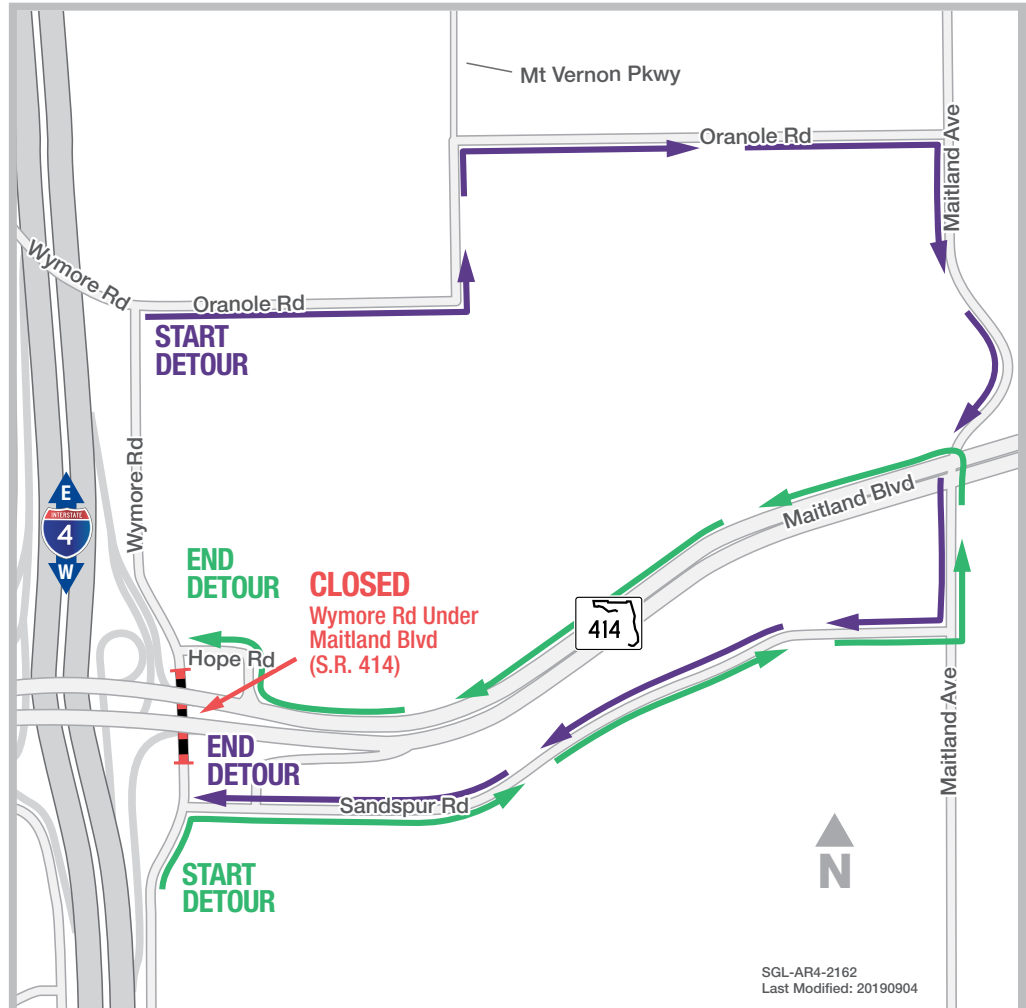 Mt Vernon Pkwy
Oranole Rd
Maitland Ave
Wymore Rd
Oranole Rd
START
DETOUR
Wymore Rd
E
INTERSTATE
4
W
Maitland Blvd
END
DETOUR
CLOSED
Wymore Rd Under
Maitland Blvd
(S.R. 414)
414
Hope Rd
Maitland Ave
END
DETOUR
Sandspur Rd
START
DETOUR
N
SGL-AR4-2162
Last Modified: 20190904